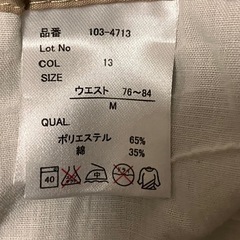 品番 103-4713
Lot No
COL 13
SIZE
ウエスト 76~84
M
QUAL.
ポリエステル 65%
綿 35%
40 中